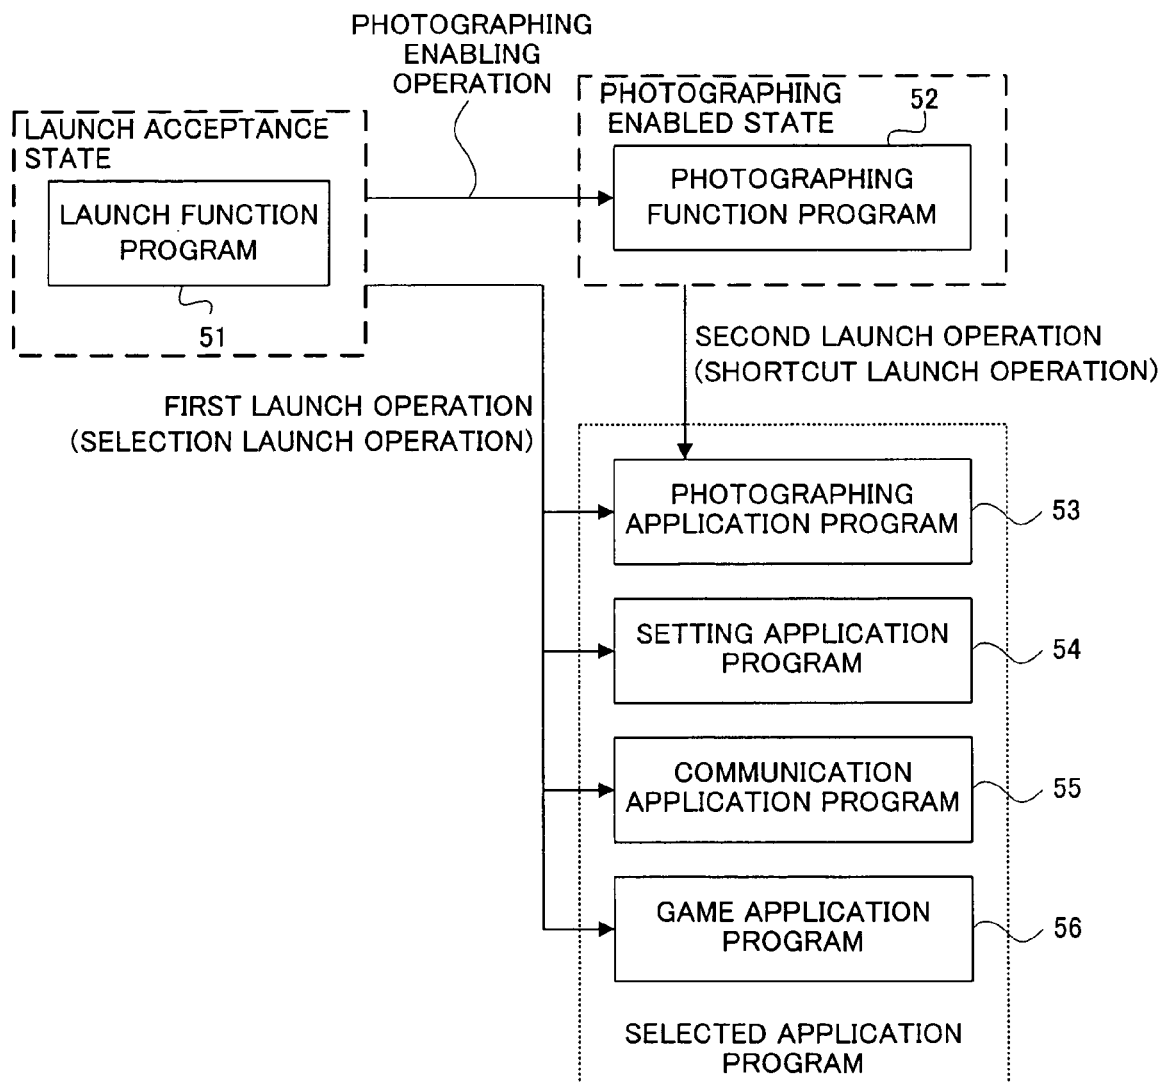 PHOTOGRAPHING
ENABLING
OPERATION
LAUNCH ACCEPTANCE
STATE
LAUNCH FUNCTION
PROGRAM
51
PHOTOGRAPHING
ENABLED STATE
52
PHOTOGRAPHING
FUNCTION PROGRAM
SECOND LAUNCH OPERATION
(SHORTCUT LAUNCH OPERATION)
FIRST LAUNCH OPERATION
(SELECTION LAUNCH OPERATION)
PHOTOGRAPHING
APPLICATION PROGRAM
53
SETTING APPLICATION
PROGRAM
54
COMMUNICATION
APPLICATION PROGRAM
55
GAME APPLICATION
PROGRAM
56
SELECTED APPLICATION
PROGRAM